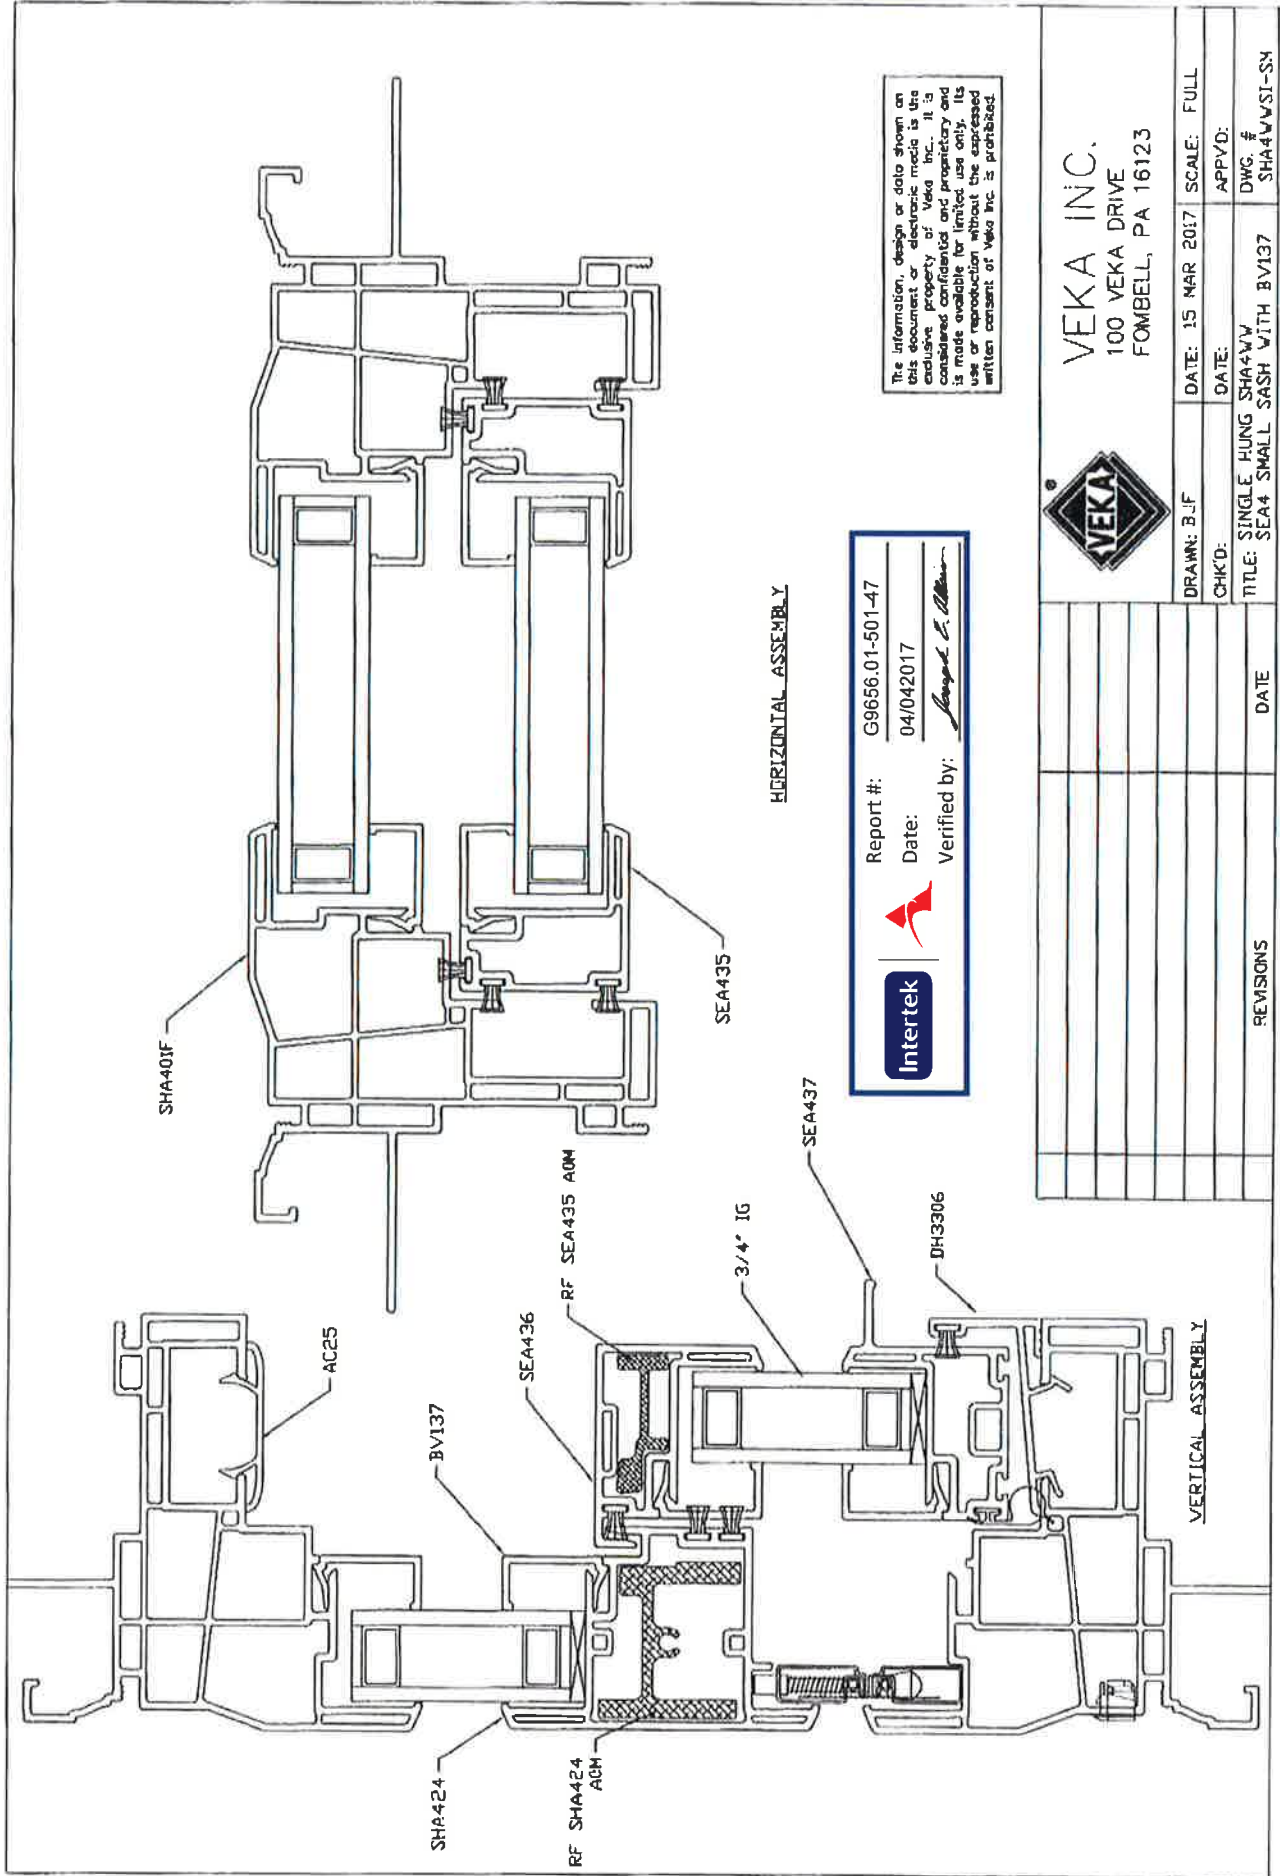 SHA401F
SEA435
HORIZONTAL ASSEMBLY
The information, design or data shown on
this document or electronic media is the
exclusive property of Veka Inc.. It is
considered confidential and proprietary and
is made available for limited use only. Its
use or reproduction without the expressed
written consent of Veka Inc. is prohibited.
AC25
BV137
SEA436
RF SEA435 AOM
3/4" IG
SEA437
DH3306
SHA424
RF SHA424
AOM
VERTICAL ASSEMBLY
Intertek
Report #: G9656.01-501-47
Date: 04/042017
Verified by:
VEKA
®
VEKA INC.
100 VEKA DRIVE
FOMBELL, PA 16123
DRAWN: BJF
DATE: 15 MAR 2017
SCALE: FULL
CHK'D:
DATE:
APPV'D:
TITLE: SINGLE HUNG SHA4WW
SEA4 SMALL SASH WITH BV137
DWG. #
SHA4WWSI-SM
REVISIONS
DATE